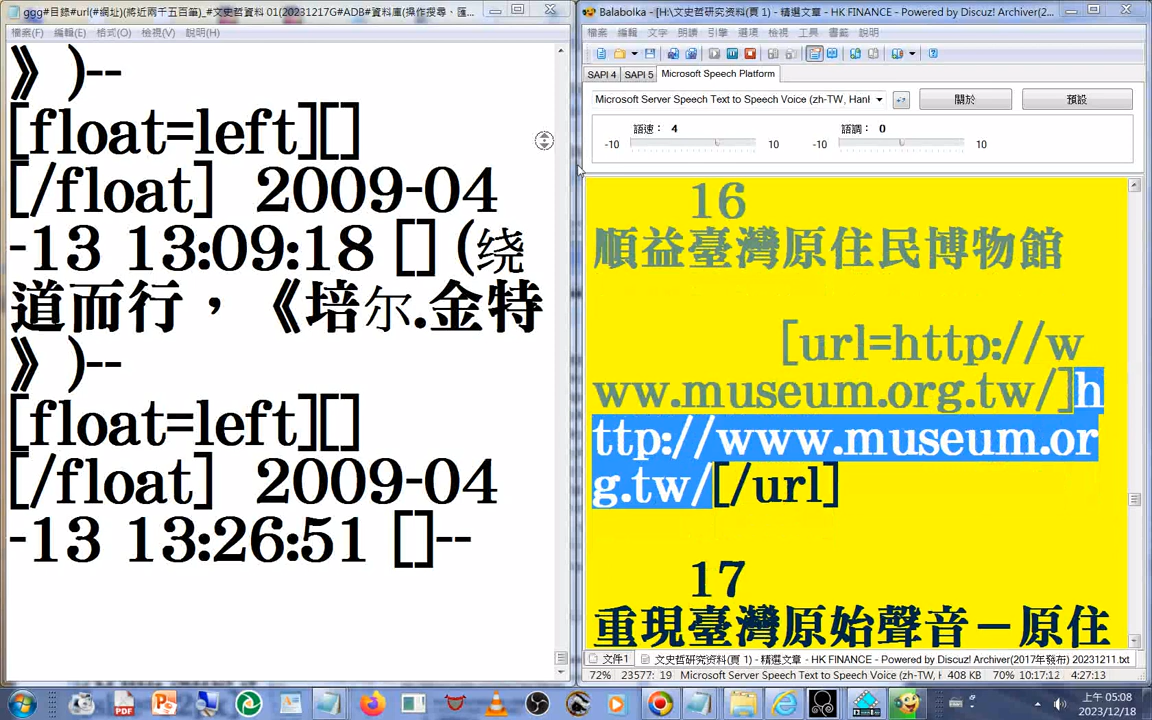 ggg#目錄#url(#網址)(將近兩千五百筆)_#文史哲資料 01(20231217G#ADB#資料庫(操作搜尋、匯...
檔案(F) 編輯(E) 格式(O) 檢視(V) 說明(H)
》 )--
[float=left][]
[/float] 2009-04
-13 13:09:18 [] (绕
道而行，《培尔.金特
》 )--
[float=left][]
[/float] 2009-04
-13 13:26:51 []--
Balabolka - [H:\文史哲研究资料(頁 1) - 精選文章 - HK FINANCE - Powered by Discuz! Archiver(2...
檔案 編輯 文字 朗讀 引擎 選項 檢視 工具 書籤 說明
SAPI 4 SAPI 5 Microsoft Speech Platform
Microsoft Server Speech Text to Speech Voice (zh-TW, Hanl
關於 預設
語速： 4 語調： 0
-10 10 -10 10
16
順益臺灣原住民博物館
[url=http://w
ww.museum.org.tw/]h
ttp://www.museum.or
g.tw/[/url]
17
重現臺灣原始聲音－原住
文件1 文史哲研究资料(頁 1) - 精選文章 - HK FINANCE - Powered by Discuz! Archiver(2017年發布) 20231211.txt
72% 23577: 19 Microsoft Server Speech Text to Speech Voice (zh-TW, H 408 KB 70% 10:17:12 4:27:13
PDF
上午 05:08
2023/12/18